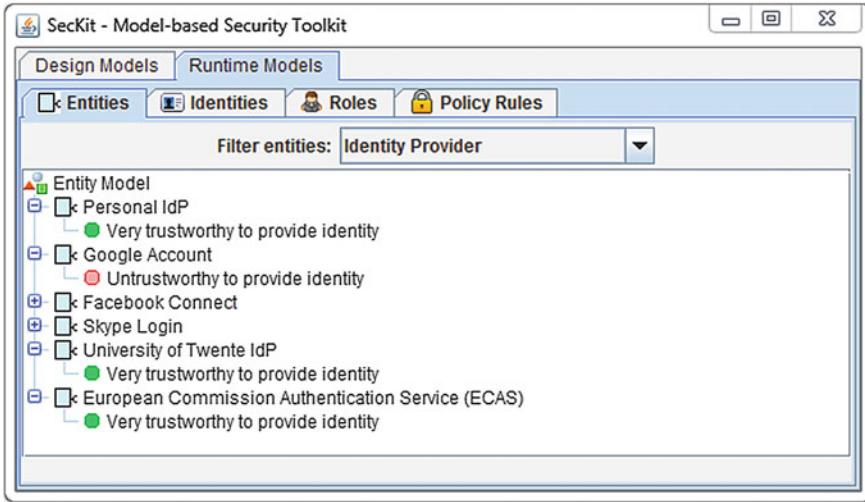 SecKit - Model-based Security Toolkit
Design Models Runtime Models
Entities Identities Roles Policy Rules
Filter entities: Identity Provider
Entity Model
Personal IdP
Very trustworthy to provide identity
Google Account
Untrustworthy to provide identity
Facebook Connect
Skype Login
University of Twente IdP
Very trustworthy to provide identity
European Commission Authentication Service (ECAS)
Very trustworthy to provide identity